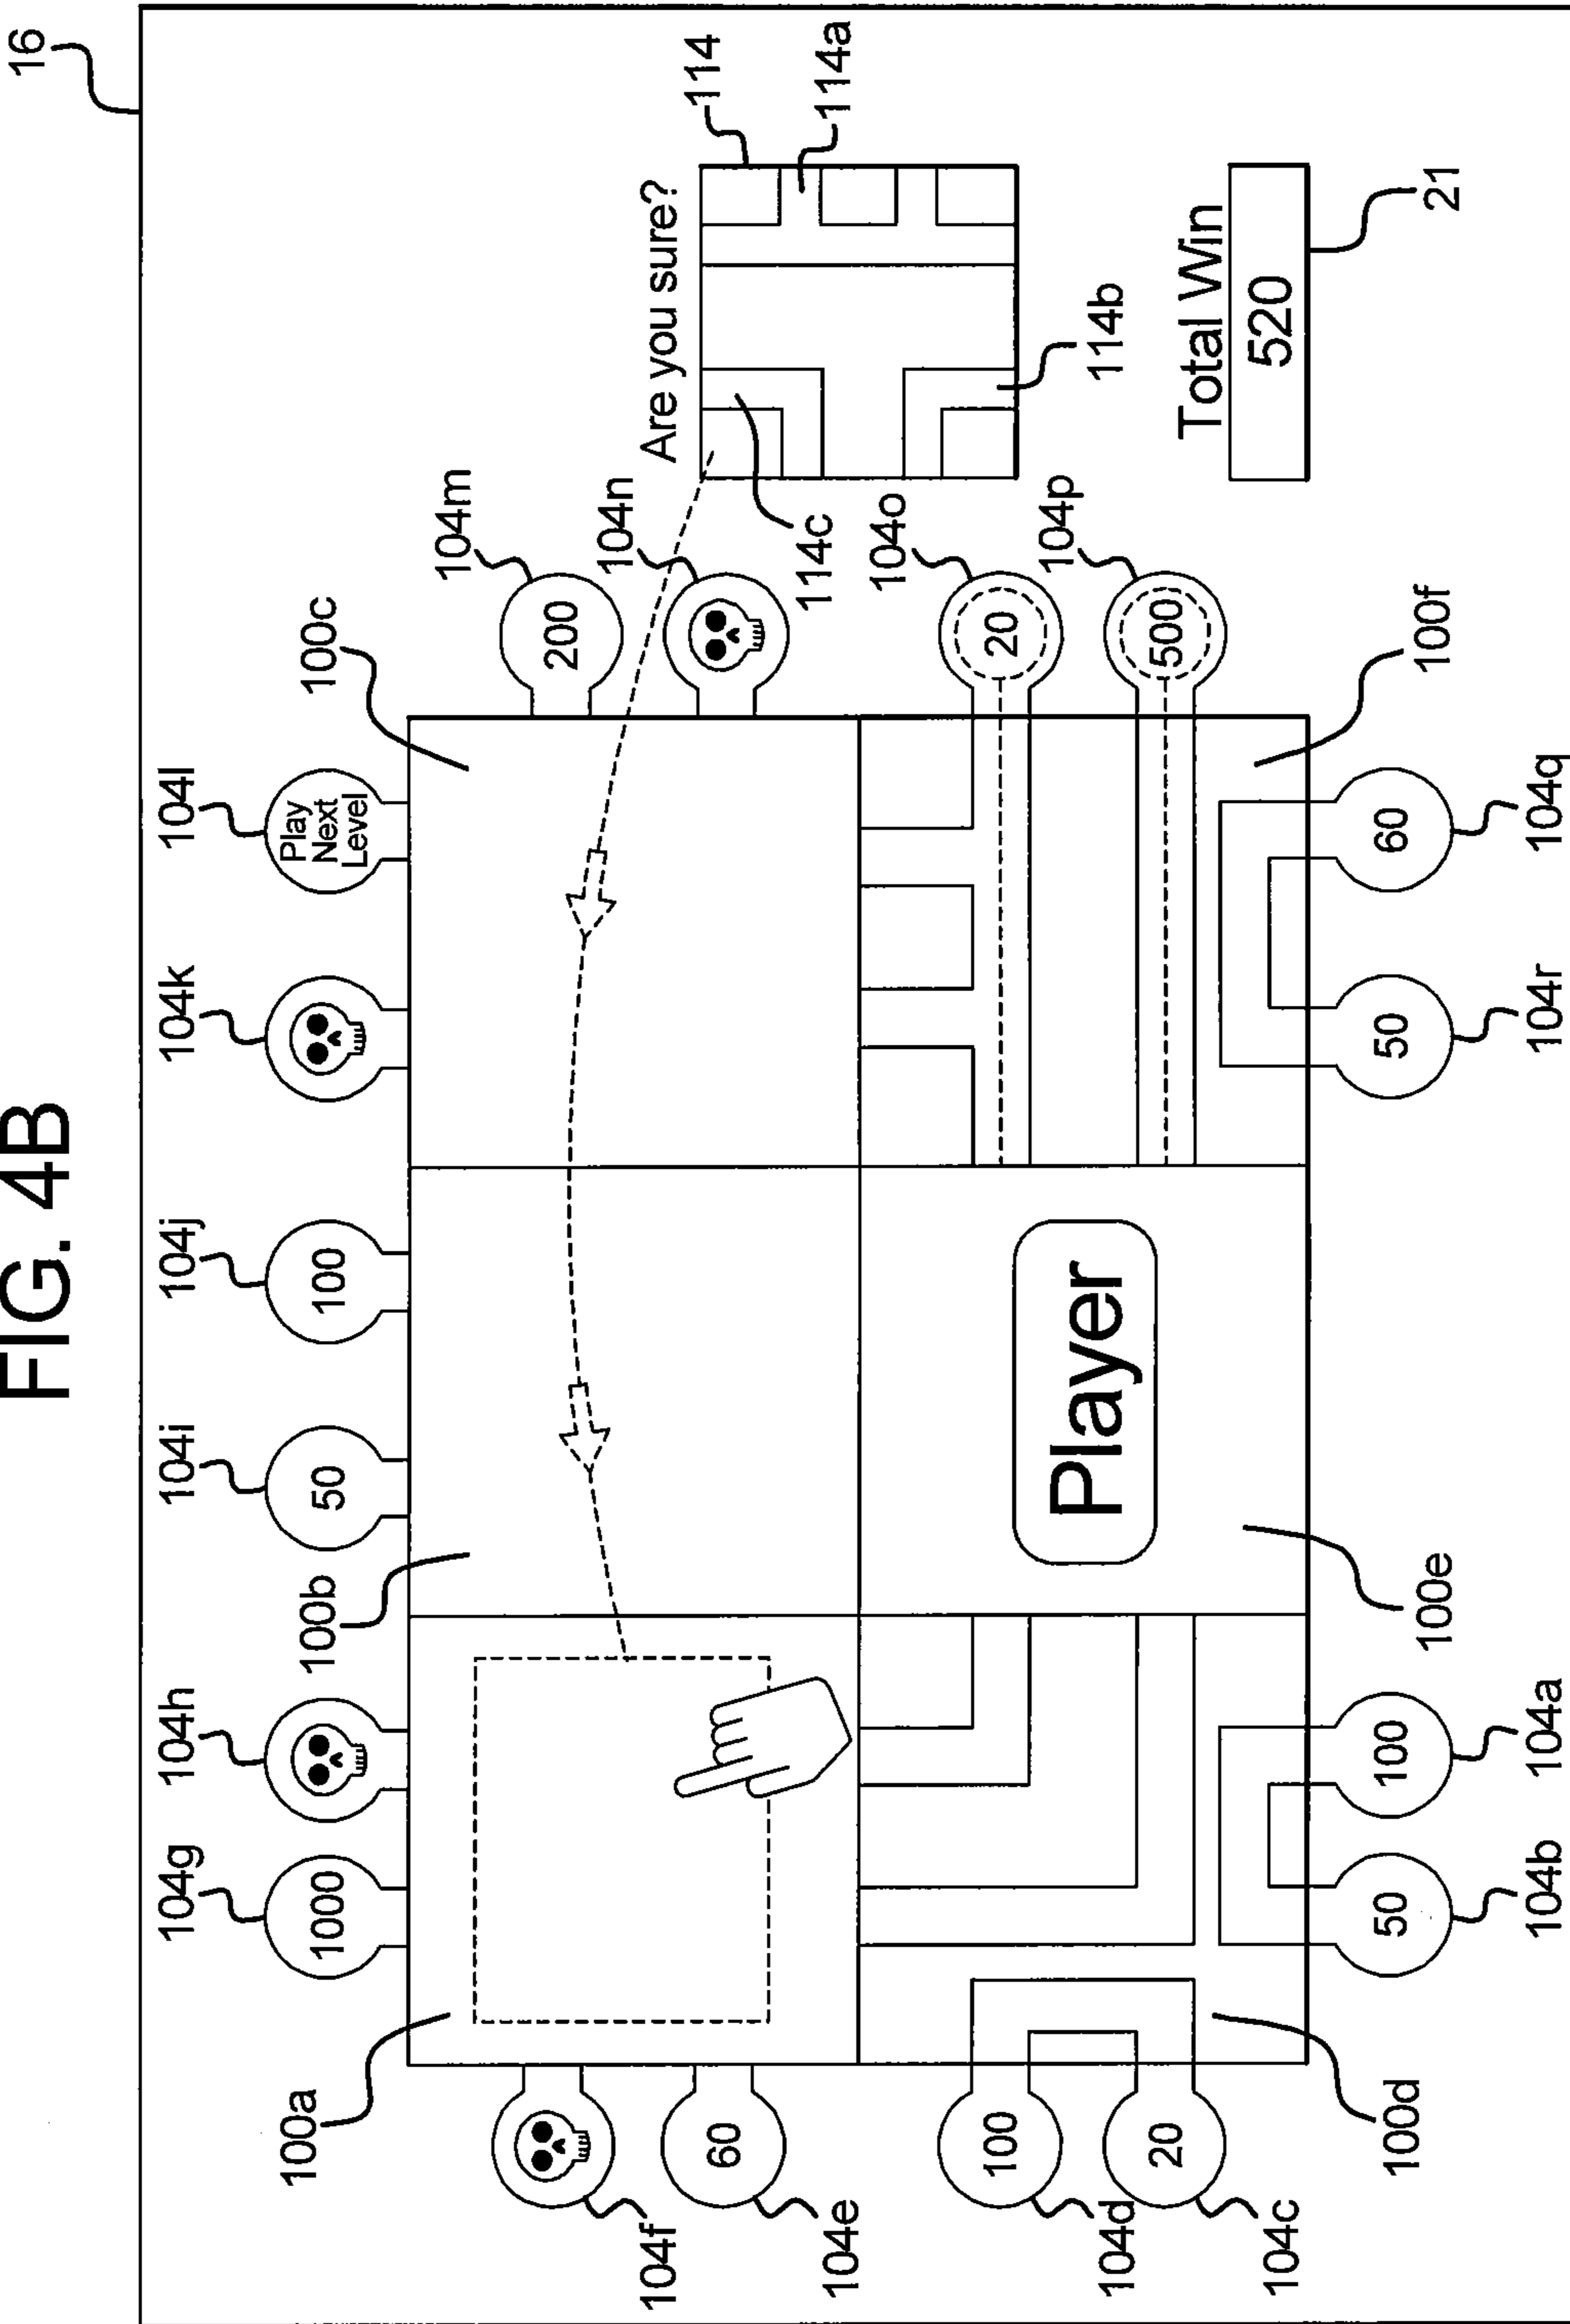 FIG. 4B
16
104g
104h
104i
104j
104k
104l
100a
1000
100b
50
100
Play
Next
Level
100c
104m
200
104n
104f
Are you sure?
114
60
114c
114a
104e
104o
100
20
104p
Player
114b
104d
20
500
Total Win
520
104c
50
100
50
60
100d
100e
100f
21
104b
104a
104r
104q